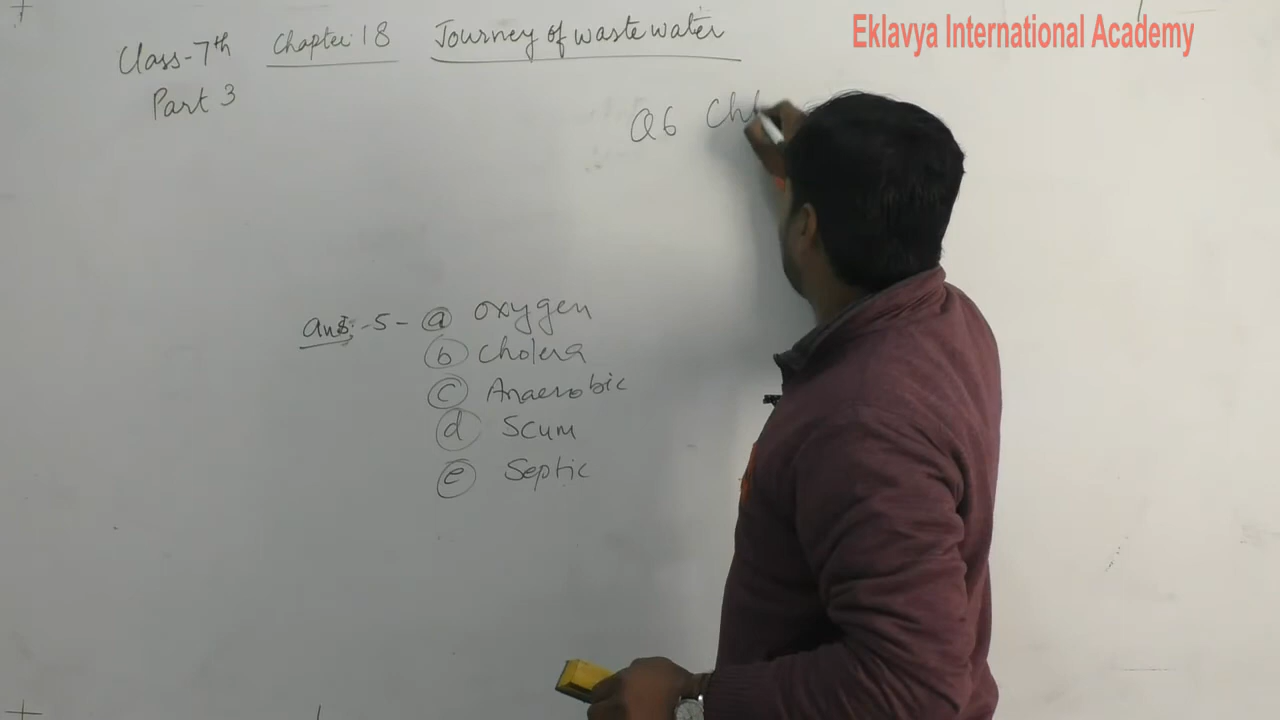 Class-7th Chapter 18 Journey of waste water
Eklavya International Academy
Part 3
Q6 Ch
Ans.-5- a oxygen
b cholera
c Anaerobic
d Scum
e Septic